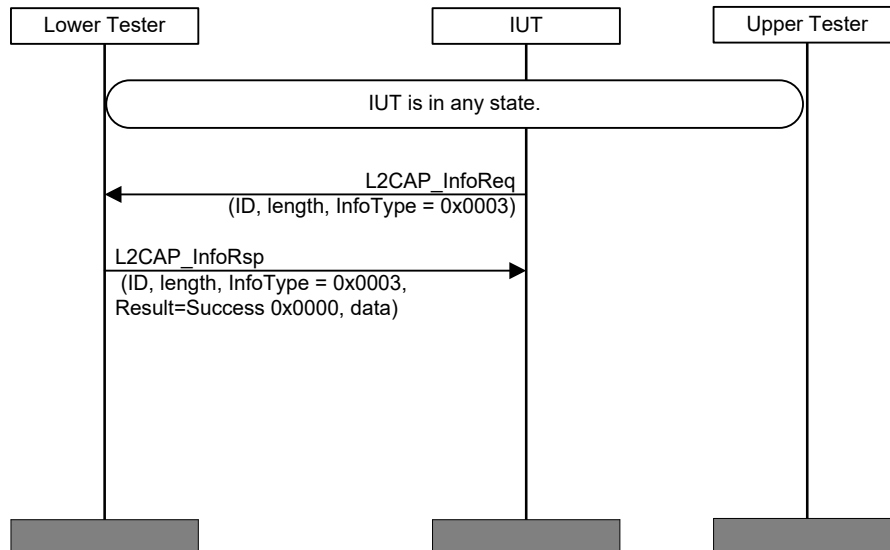 Lower Tester
IUT
Upper Tester
IUT is in any state.
L2CAP_InfoReq
(ID, length, InfoType = 0x0003)
L2CAP_InfoRsp
(ID, length, InfoType = 0x0003,
Result=Success 0x0000, data)